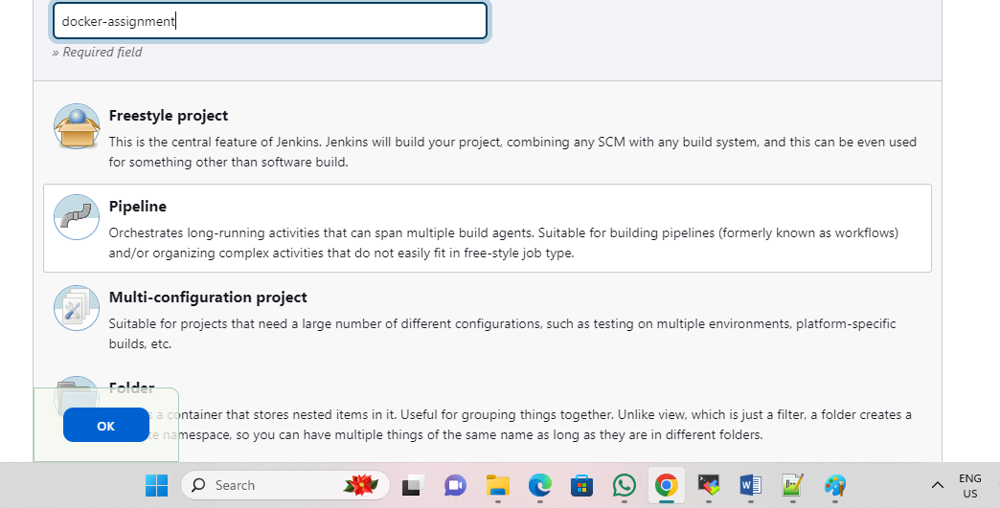 docker-assignment
» Required field
Freestyle project
This is the central feature of Jenkins. Jenkins will build your project, combining any SCM with any build system, and this can be even used
for something other than software build.
Pipeline
Orchestrates long-running activities that can span multiple build agents. Suitable for building pipelines (formerly known as workflows)
and/or organizing complex activities that do not easily fit in free-style job type.
Multi-configuration project
Suitable for projects that need a large number of different configurations, such as testing on multiple environments, platform-specific
builds, etc.
Folder
a container that stores nested items in it. Useful for grouping things together. Unlike view, which is just a filter, a folder creates a
namespace, so you can have multiple things of the same name as long as they are in different folders.
OK
Search
ENG
US